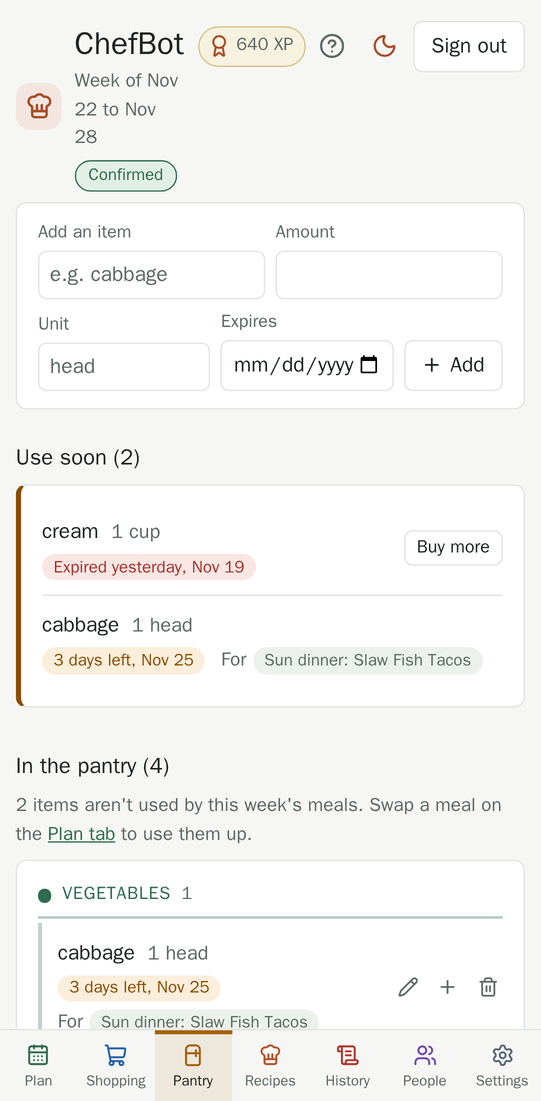 ChefBot
640 XP
Sign out
Week of Nov
22 to Nov
28
Confirmed
Add an item
Amount
e.g. cabbage
Unit
Expires
head
mm/dd/yyyy
+ Add
Use soon (2)
cream 1 cup
Expired yesterday, Nov 19
Buy more
cabbage 1 head
3 days left, Nov 25 For Sun dinner: Slaw Fish Tacos
In the pantry (4)
2 items aren't used by this week's meals. Swap a meal on
the Plan tab to use them up.
VEGETABLES 1
cabbage 1 head
3 days left, Nov 25
For Sun dinner: Slaw Fish Tacos
Plan Shopping Pantry Recipes History People Settings